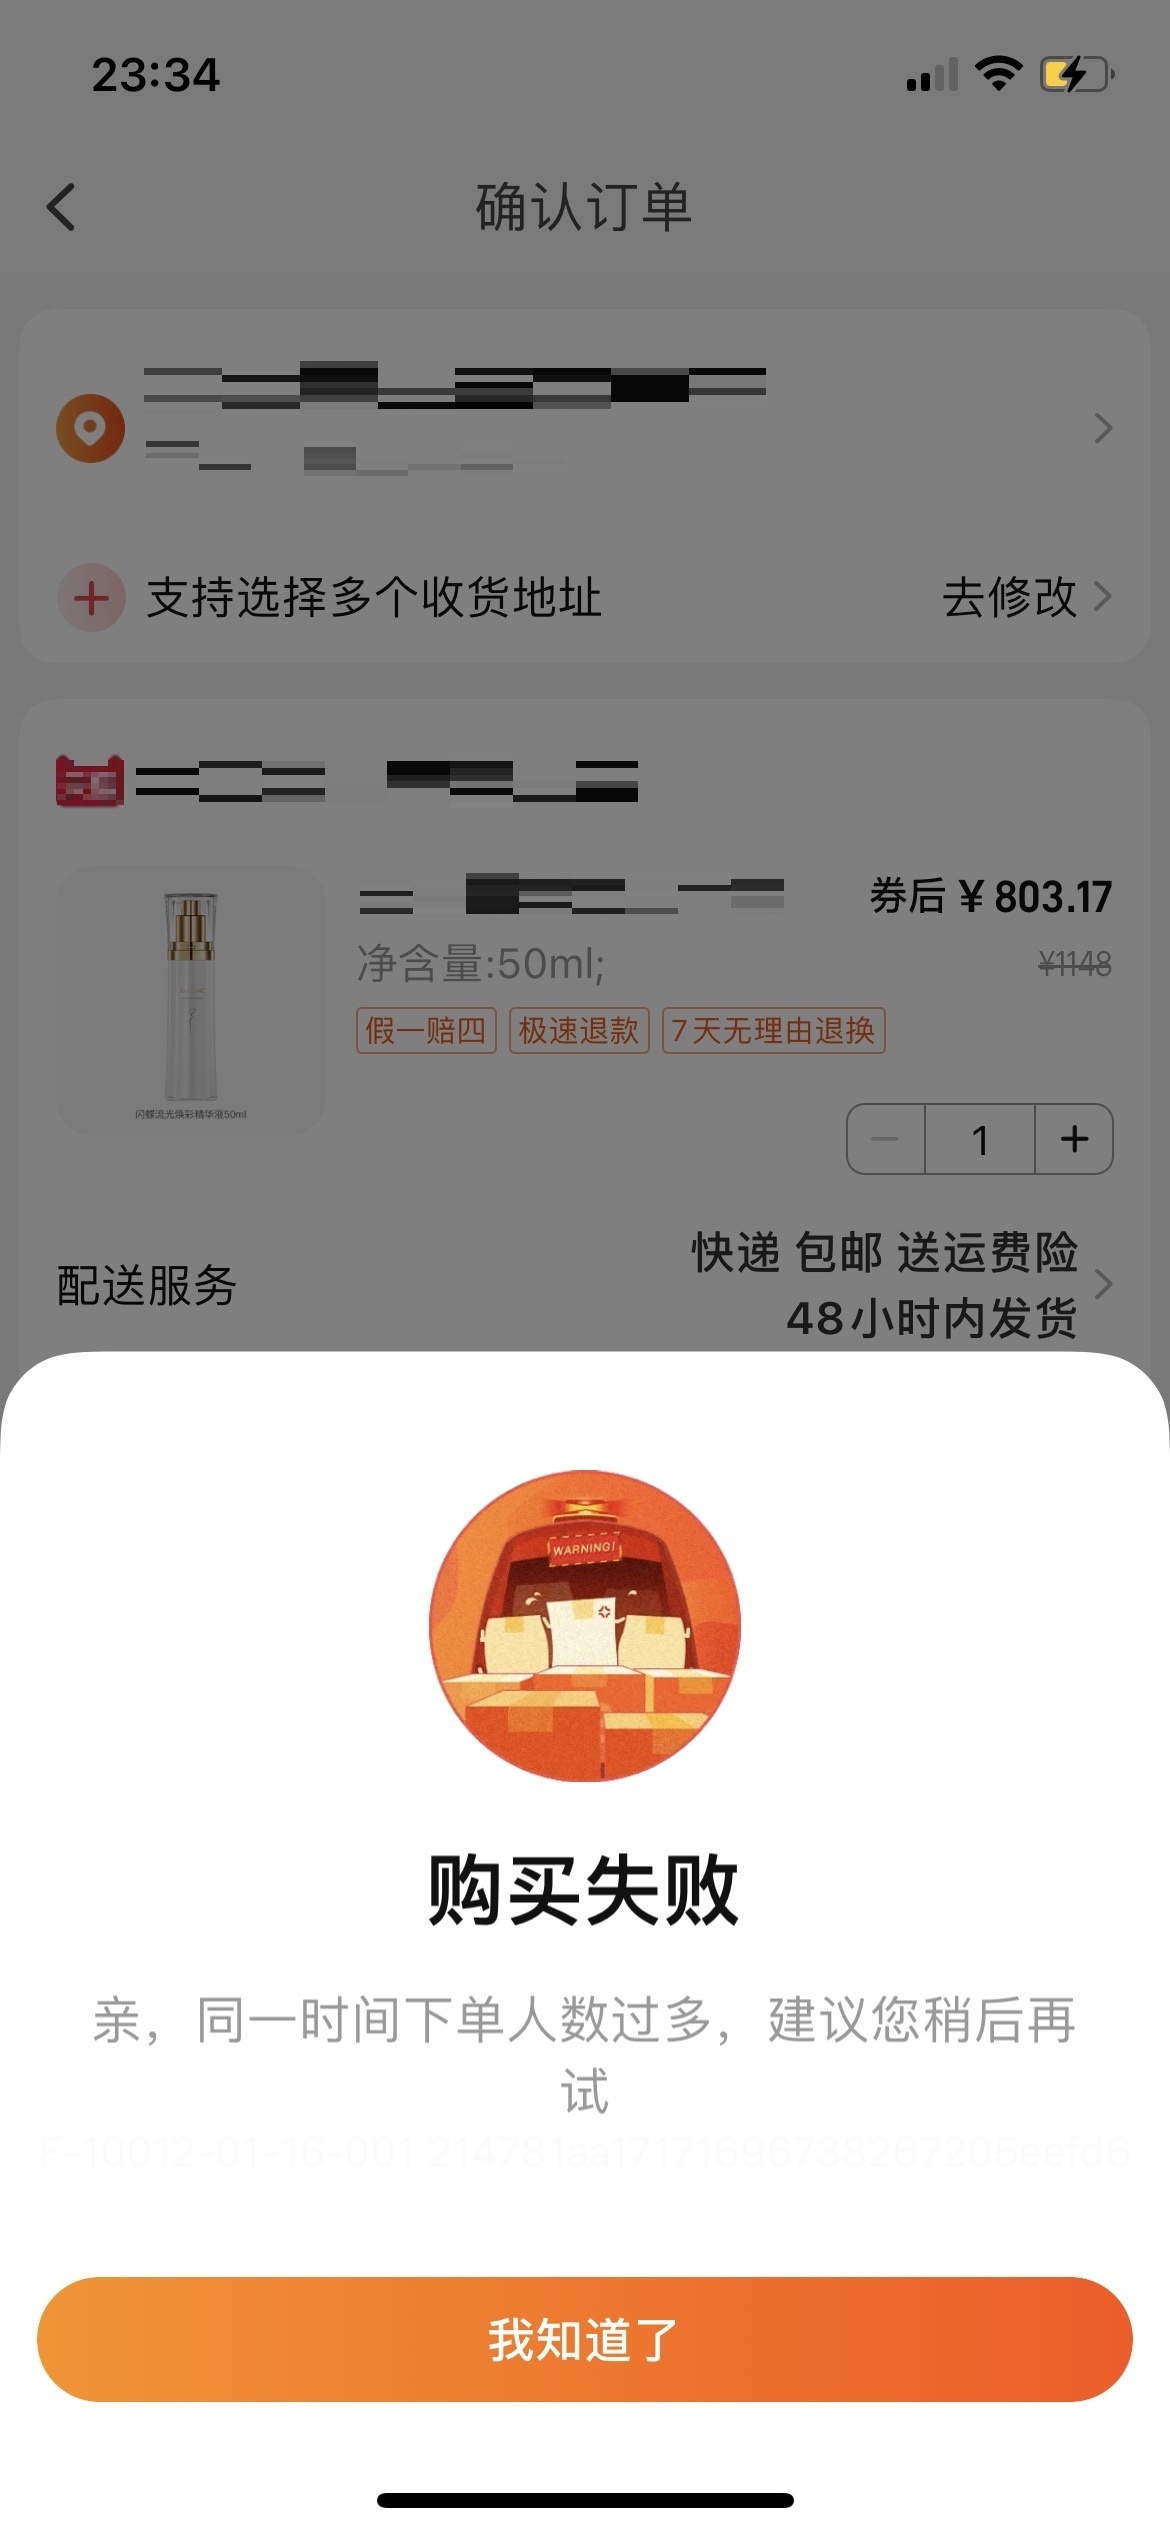 23:34
确认订单
支持选择多个收货地址 去修改
券后 ¥ 803.17
净含量:50ml; ¥1148
假一赔四 极速退款 7天无理由退换
闪蝶流光焕彩精华液50ml
1
快递 包邮 送运费险
配送服务
48小时内发货
WARNING!
购买失败
亲，同一时间下单人数过多，建议您稍后再
试
F-10012-01-16-001 214781aa17171696738267205eefd6
我知道了